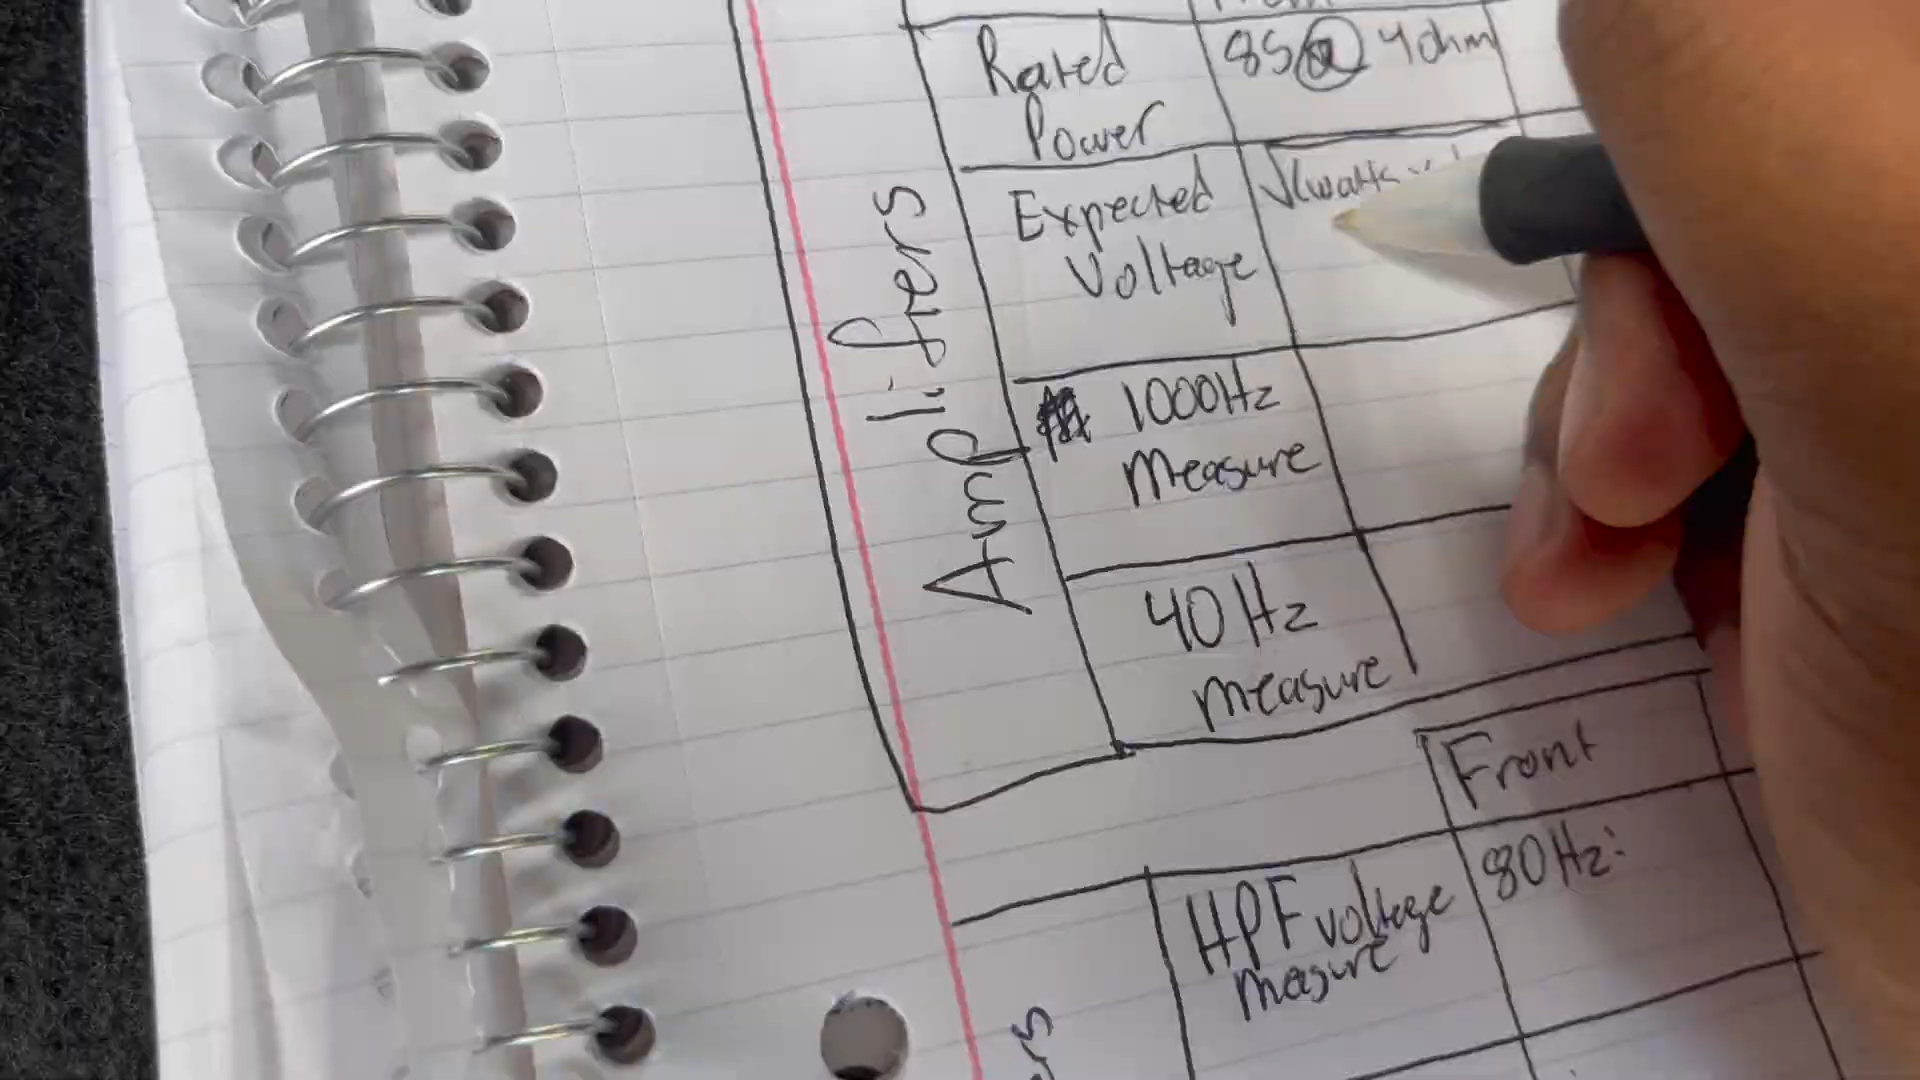 Rated
Power
85@ 4ohm
Expected
Voltage
√(watts
1000Hz
Measure
40 Hz
measure
Amplifiers
Front
HPF voltage
measure
80Hz: